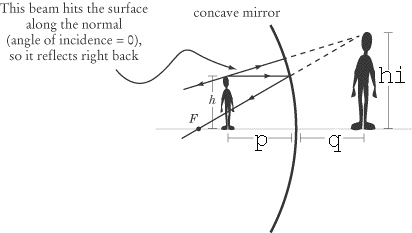 This beam hits the surface
along the normal
(angle of incidence = 0),
so it reflects right back
concave mirror
h
hi
F
p
q